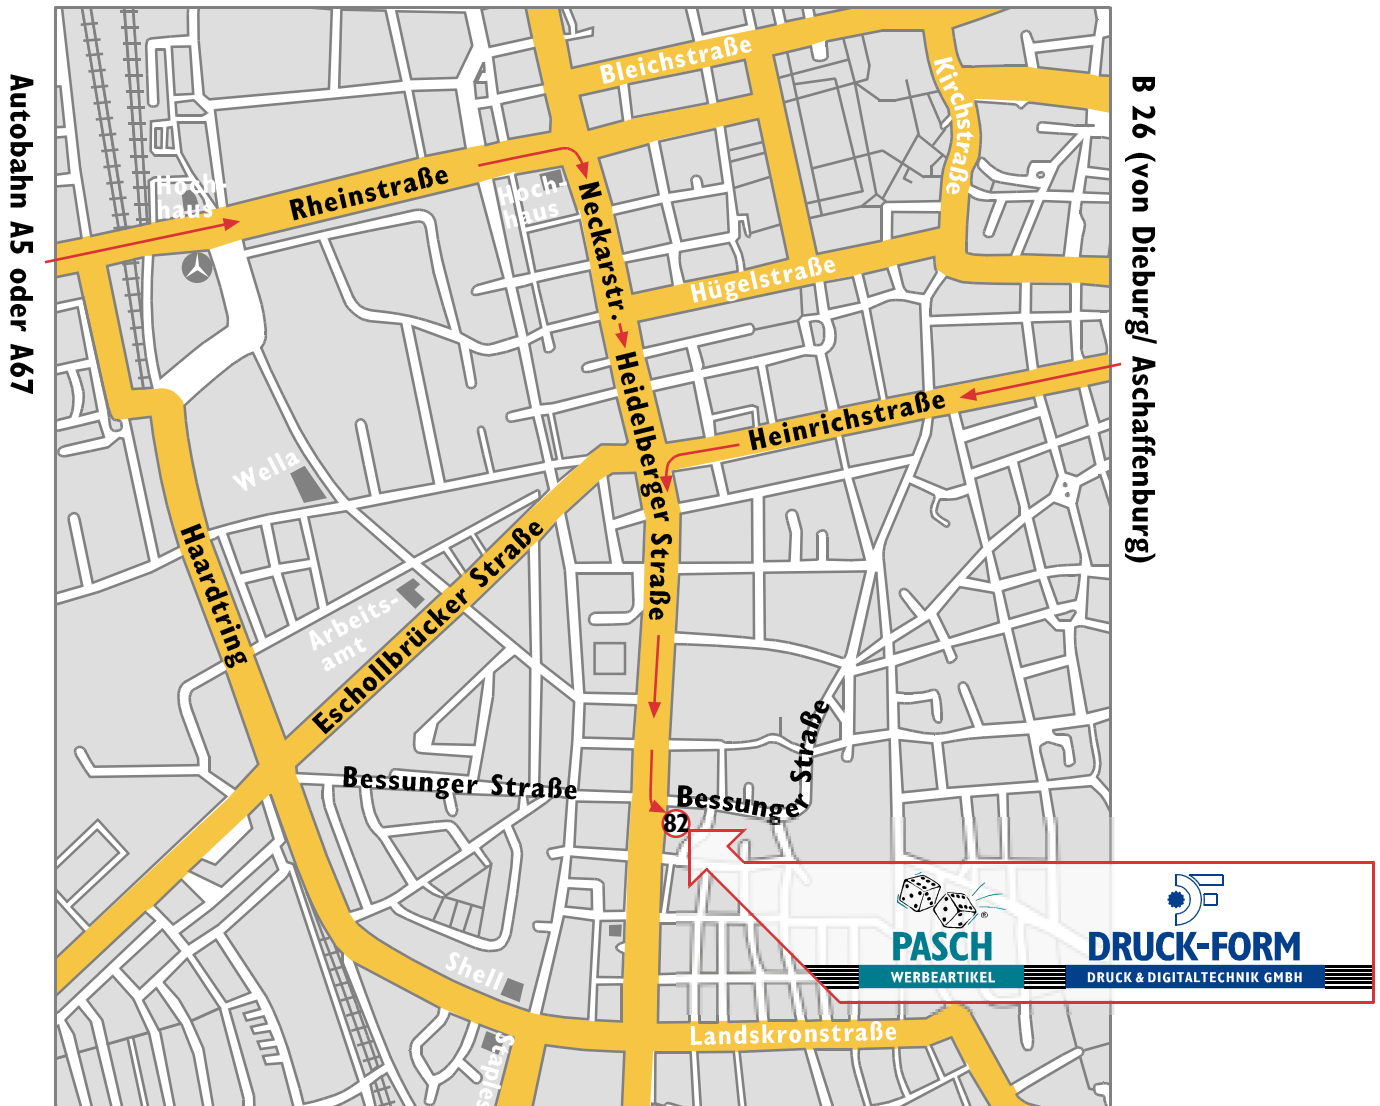 Bleichstraße
Kirchstraße
Autobahn A5 oder A67
B 26 (von Dieburg/ Aschaffenburg)
Hoch-
haus
Rheinstraße
Hoch-
haus
Neckarstr.
Hügelstraße
Heidelberger Straße
Heinrichstraße
Wella
Haardtring
Arbeits-
amt
Eschollbrücker Straße
Bessunger Straße
Bessunger Straße
82
PASCH
WERBEARTIKEL
®
DRUCK-FORM
DRUCK & DIGITALTECHNIK GMBH
Shell
Staples
Landskronstraße